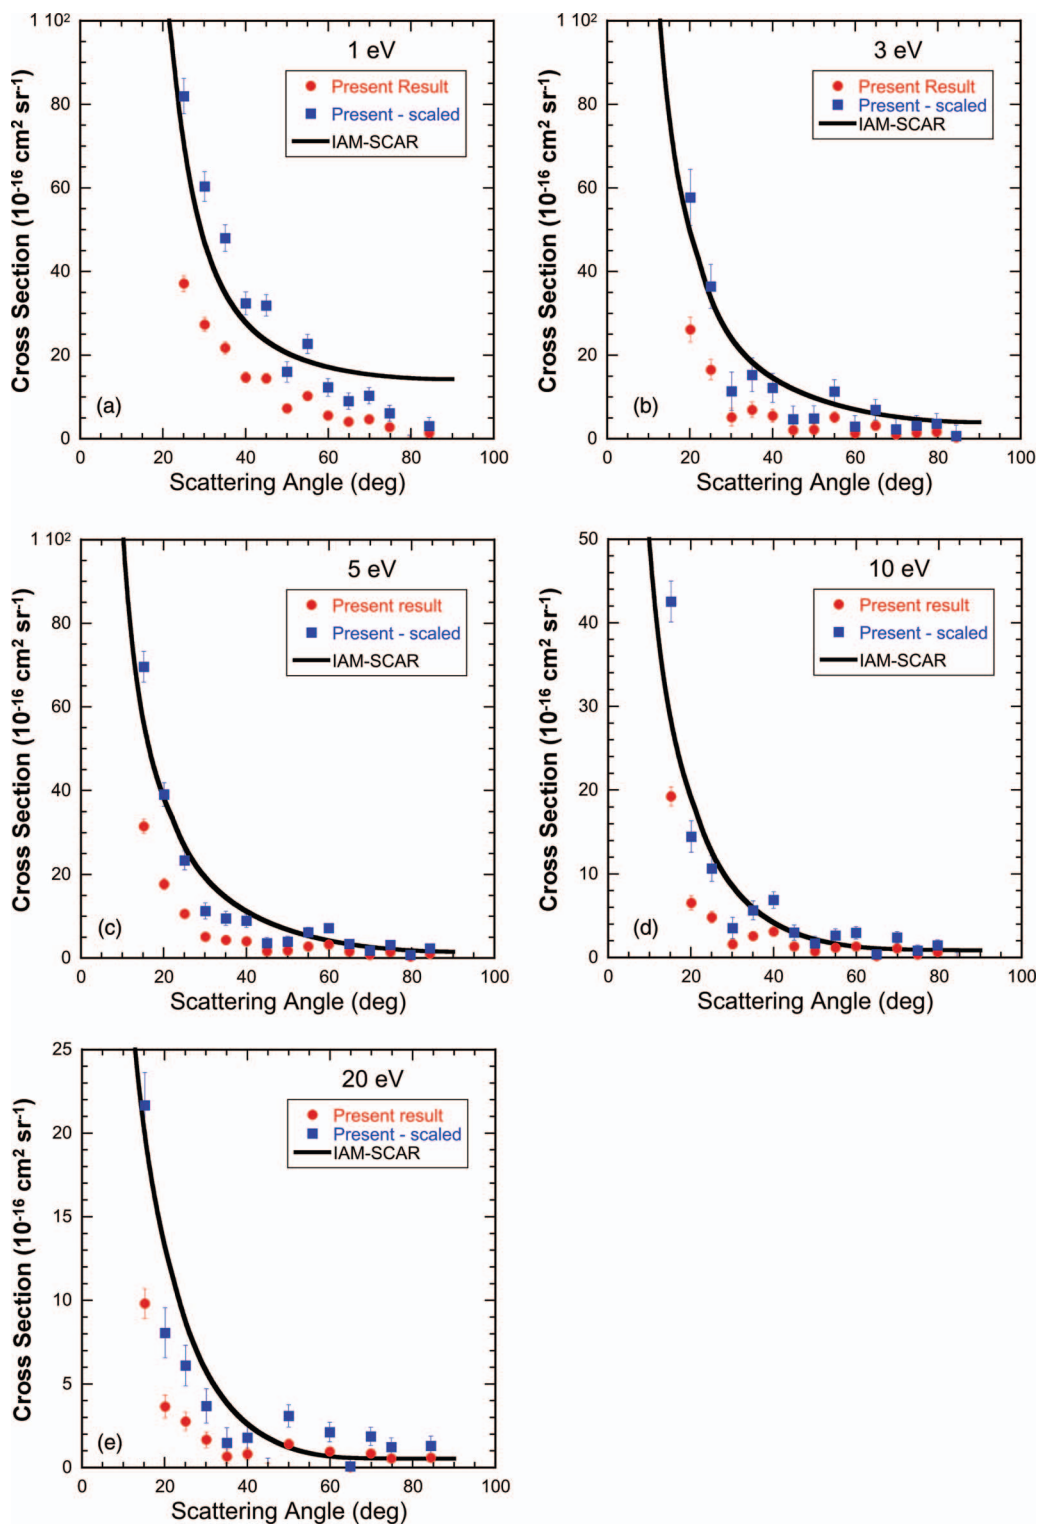 1 10²
80
60
40
20
0
0 20 40 60 80 100
Cross Section (10⁻¹⁶ cm² sr⁻¹)
Scattering Angle (deg)
1 eV
Present Result
Present - scaled
IAM-SCAR
(a)
1 10²
80
60
40
20
0
0 20 40 60 80 100
Cross Section (10⁻¹⁶ cm² sr⁻¹)
Scattering Angle (deg)
3 eV
Present Result
Present - scaled
IAM-SCAR
(b)
1 10²
80
60
40
20
0
0 20 40 60 80 100
Cross Section (10⁻¹⁶ cm² sr⁻¹)
Scattering Angle (deg)
5 eV
Present result
Present - scaled
IAM-SCAR
(c)
50
40
30
20
10
0
0 20 40 60 80 100
Cross Section (10⁻¹⁶ cm² sr⁻¹)
Scattering Angle (deg)
10 eV
Present result
Present - scaled
IAM-SCAR
(d)
25
20
15
10
5
0
0 20 40 60 80 100
Cross Section (10⁻¹⁶ cm² sr⁻¹)
Scattering Angle (deg)
20 eV
Present result
Present - scaled
IAM-SCAR
(e)